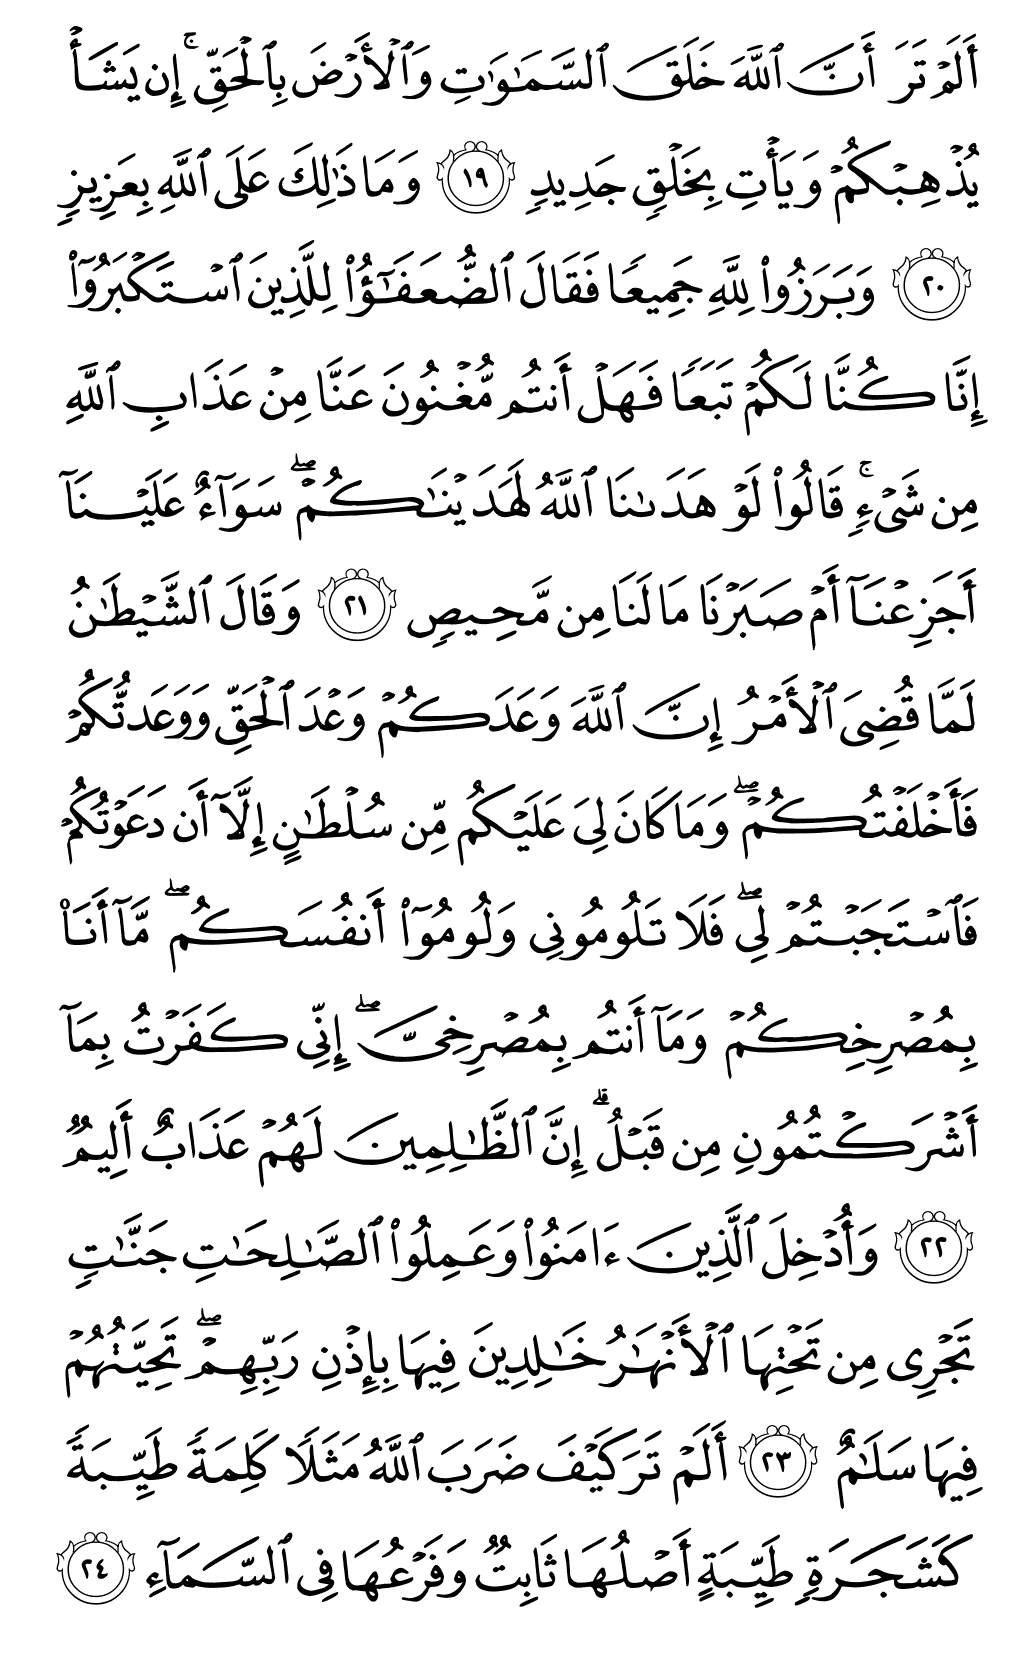 أَلَمۡ تَرَ أَنَّ ٱللَّهَ خَلَقَ ٱلسَّمَٰوَٰتِ وَٱلۡأَرۡضَ بِٱلۡحَقِّۚ إِن يَشَأۡ
يُذۡهِبۡكُمۡ وَيَأۡتِ بِخَلۡقٖ جَدِيدٖ ١٩ وَمَا ذَٰلِكَ عَلَى ٱللَّهِ بِعَزِيزٖ
٢٠ وَبَرَزُواْ لِلَّهِ جَمِيعٗا فَقَالَ ٱلضُّعَفَٰٓؤُاْ لِلَّذِينَ ٱسۡتَكۡبَرُوٓاْ
إِنَّا كُنَّا لَكُمۡ تَبَعٗا فَهَلۡ أَنتُم مُّغۡنُونَ عَنَّا مِنۡ عَذَابِ ٱللَّهِ
مِن شَيۡءٖۚ قَالُواْ لَوۡ هَدَىٰنَا ٱللَّهُ لَهَدَيۡنَٰكُمۡۖ سَوَآءٌ عَلَيۡنَآ
أَجَزِعۡنَآ أَمۡ صَبَرۡنَا مَا لَنَا مِن مَّحِيصٖ ٢١ وَقَالَ ٱلشَّيۡطَٰنُ
لَمَّا قُضِيَ ٱلۡأَمۡرُ إِنَّ ٱللَّهَ وَعَدَكُمۡ وَعۡدَ ٱلۡحَقِّ وَوَعَدتُّكُمۡ
فَأَخۡلَفۡتُكُمۡۖ وَمَا كَانَ لِيَ عَلَيۡكُم مِّن سُلۡطَٰنٍ إِلَّآ أَن دَعَوۡتُكُمۡ
فَٱسۡتَجَبۡتُمۡ لِيۖ فَلَا تَلُومُونِي وَلُومُوٓاْ أَنفُسَكُمۖ مَّآ أَنَا۠
بِمُصۡرِخِكُمۡ وَمَآ أَنتُم بِمُصۡرِخِيَّۖ إِنِّي كَفَرۡتُ بِمَآ
أَشۡرَكۡتُمُونِ مِن قَبۡلُۗ إِنَّ ٱلظَّٰلِمِينَ لَهُمۡ عَذَابٌ أَلِيمٞ
٢٢ وَأُدۡخِلَ ٱلَّذِينَ ءَامَنُواْ وَعَمِلُواْ ٱلصَّٰلِحَٰتِ جَنَّٰتٖ
تَجۡرِي مِن تَحۡتِهَا ٱلۡأَنۡهَٰرُ خَٰلِدِينَ فِيهَا بِإِذۡنِ رَبِّهِمۡۖ تَحِيَّتُهُمۡ
فِيهَا سَلَٰمٌ ٢٣ أَلَمۡ تَرَ كَيۡفَ ضَرَبَ ٱللَّهُ مَثَلٗا كَلِمَةٗ طَيِّبَةٗ
كَشَجَرَةٖ طَيِّبَةٍ أَصۡلُهَا ثَابِتٞ وَفَرۡعُهَا فِي ٱلسَّمَآءِ ٢٤